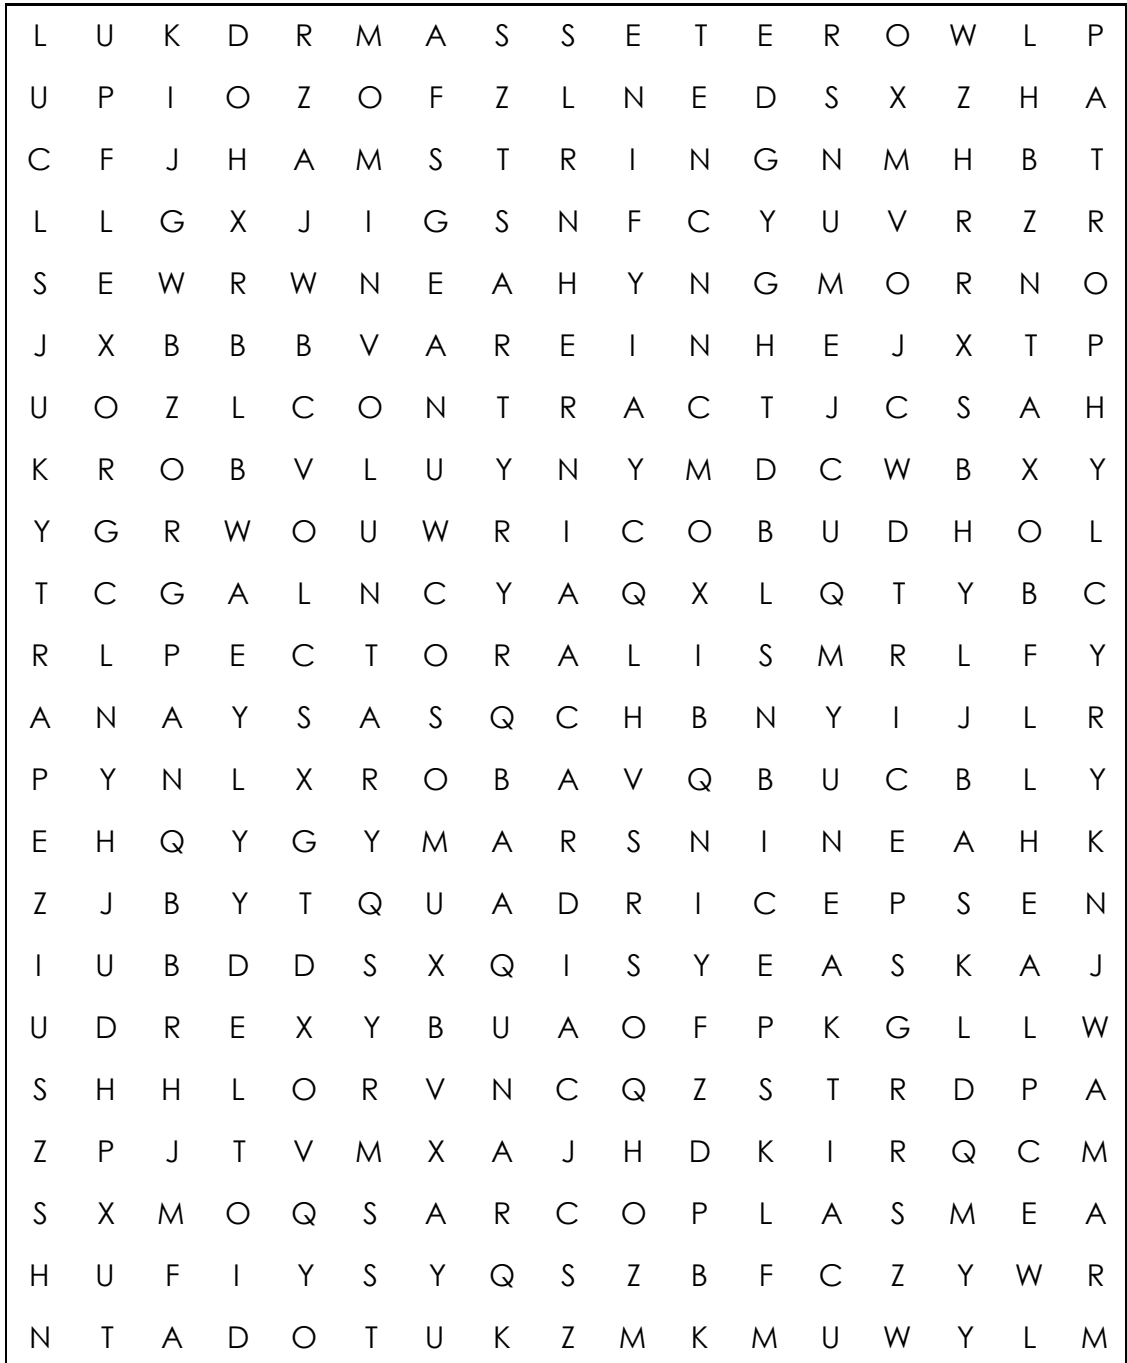 L U K D R M A S S E T E R O W L P
U P I O Z O F Z L N E D S X Z H A
C F J H A M S T R I N G N M H B T
L L G X J I G S N F C Y U V R Z R
S E W R W N E A H Y N G M O R N O
J X B B B V A R E I N H E J X T P
U O Z L C O N T R A C T J C S A H
K R O B V L U Y N Y M D C W B X Y
Y G R W O U W R I C O B U D H O L
T C G A L N C Y A Q X L Q T Y B C
R L P E C T O R A L I S M R L F Y
A N A Y S A S Q C H B N Y I J L R
P Y N L X R O B A V Q B U C B L Y
E H Q Y G Y M A R S N I N E A H K
Z J B Y T Q U A D R I C E P S E N
I U B D D S X Q I S Y E A S K A J
U D R E X Y B U A O F P K G L L W
S H H L O R V N C Q Z S T R D P A
Z P J T V M X A J H D K I R Q C M
S X M O Q S A R C O P L A S M E A
H U F I Y S Y Q S Z B F C Z Y W R
N T A D O T U K Z M K M U W Y L M